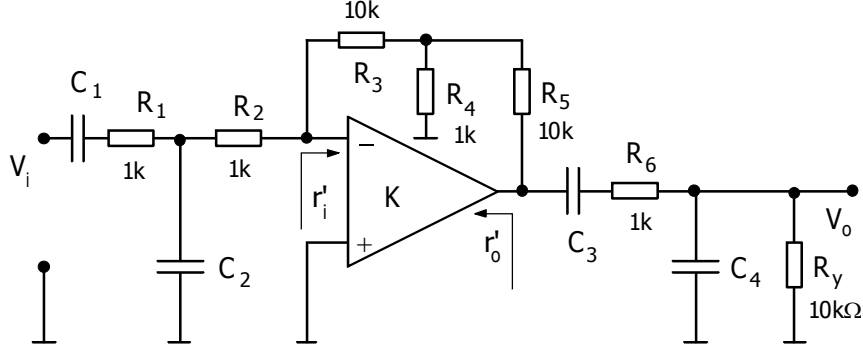 10k
R3
C1
R1
R2
R4
R5
1k
10k
Vi
1k
1k
−
K
+
r'i
r'o
R6
1k
C3
Vo
C2
C4
Ry
10kΩ